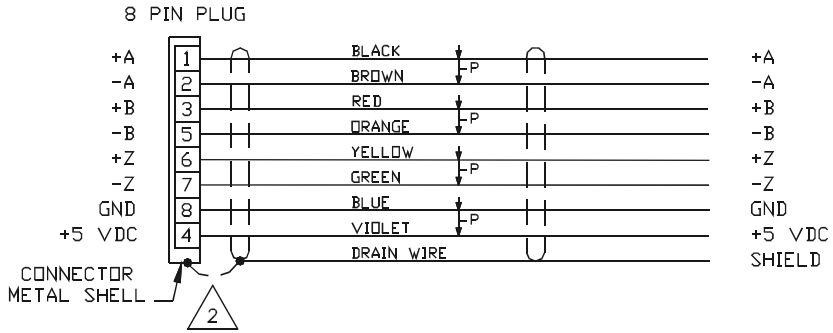 8 PIN PLUG
+A 1 BLACK +A
-P
-A 2 BROWN -A
+B 3 RED +B
-P
-B 5 ORANGE -B
+Z 6 YELLOW +Z
-P
-Z 7 GREEN -Z
GND 8 BLUE GND
-P
+5 VDC 4 VIOLET +5 VDC
DRAIN WIRE SHIELD
CONNECTOR
METAL SHELL
2